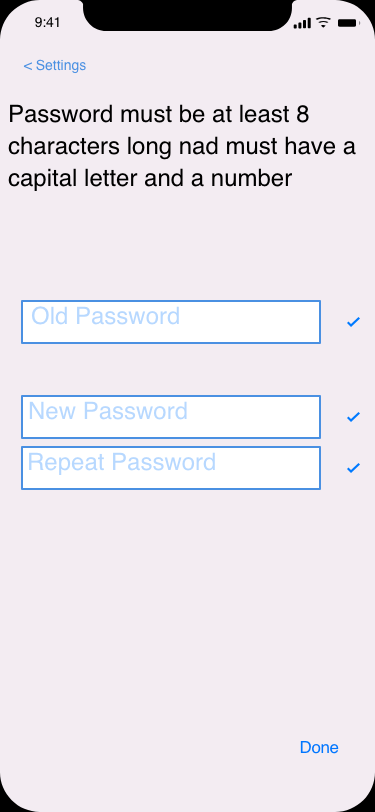 9:41
< Settings
Password must be at least 8
characters long nad must have a
capital letter and a number
Old Password
New Password
Repeat Password
Done